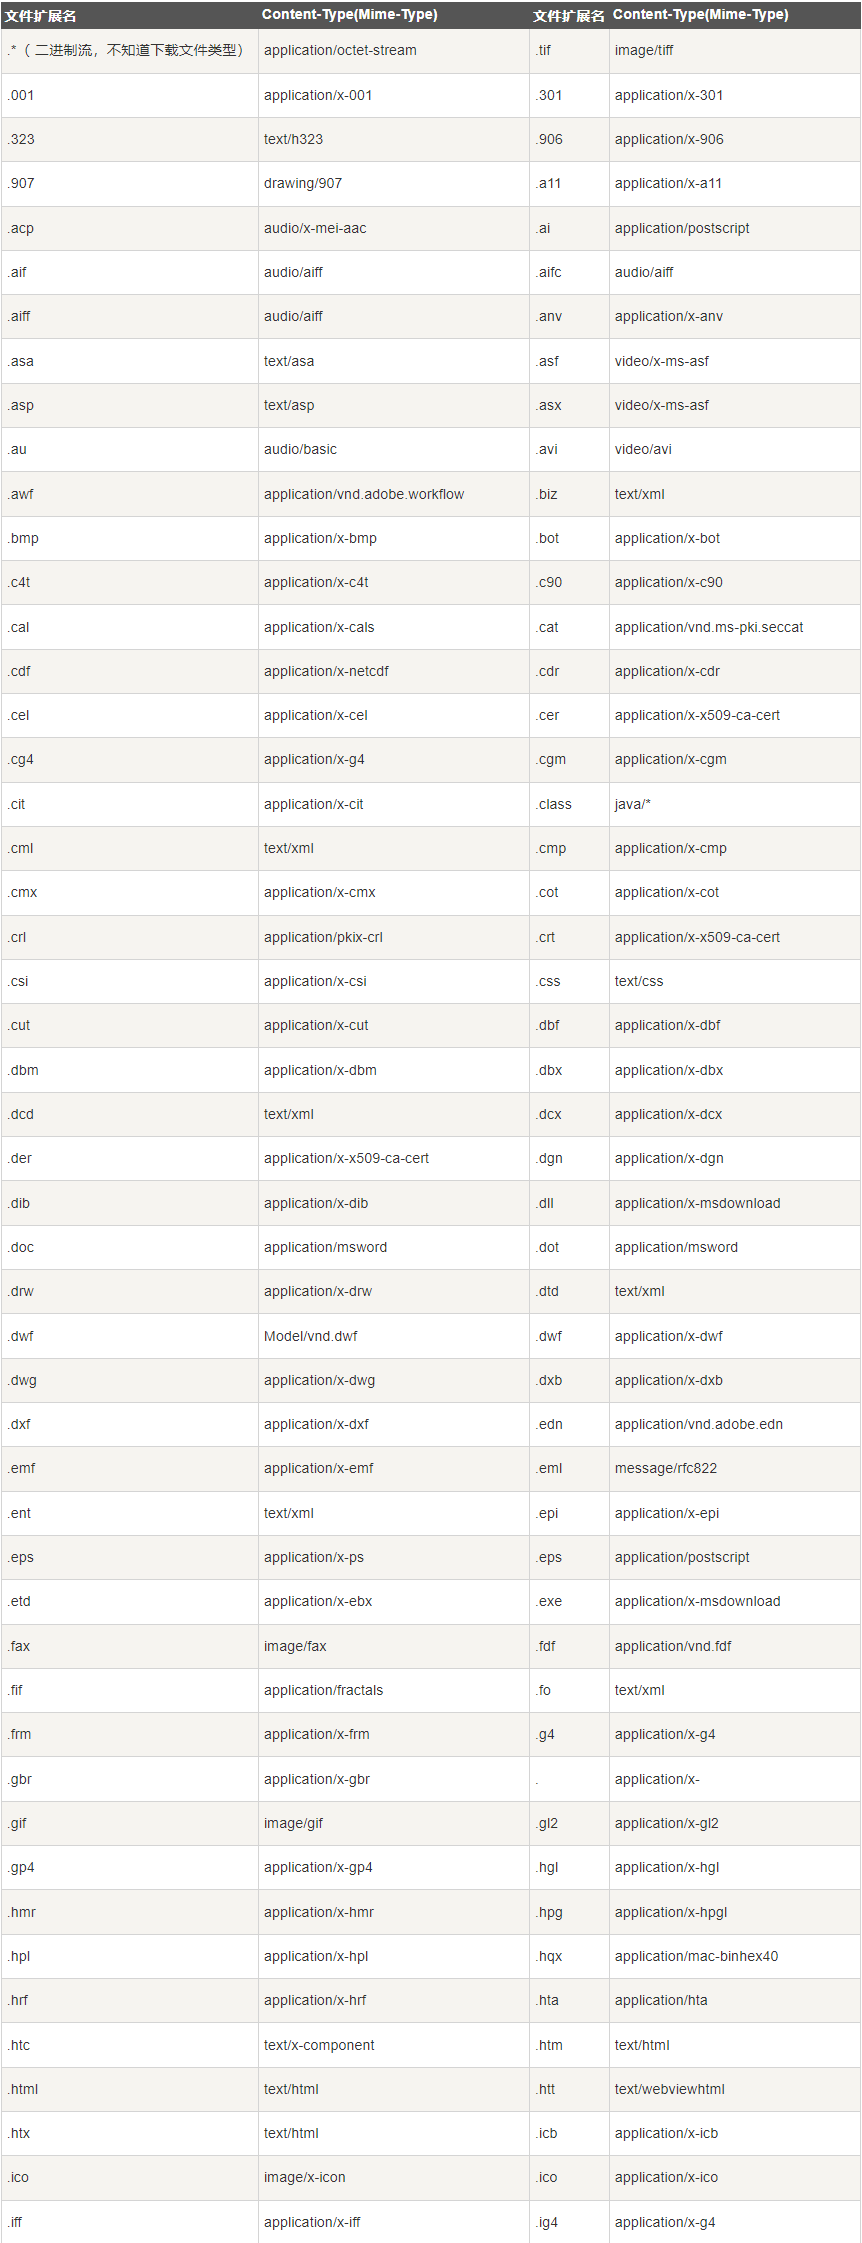 文件扩展名 Content-Type(Mime-Type) 文件扩展名 Content-Type(Mime-Type)
.*（ 二进制流，不知道下载文件类型） application/octet-stream .tif image/tiff
.001 application/x-001 .301 application/x-301
.323 text/h323 .906 application/x-906
.907 drawing/907 .a11 application/x-a11
.acp audio/x-mei-aac .ai application/postscript
.aif audio/aiff .aifc audio/aiff
.aiff audio/aiff .anv application/x-anv
.asa text/asa .asf video/x-ms-asf
.asp text/asp .asx video/x-ms-asf
.au audio/basic .avi video/avi
.awf application/vnd.adobe.workflow .biz text/xml
.bmp application/x-bmp .bot application/x-bot
.c4t application/x-c4t .c90 application/x-c90
.cal application/x-cals .cat application/vnd.ms-pki.seccat
.cdf application/x-netcdf .cdr application/x-cdr
.cel application/x-cel .cer application/x-x509-ca-cert
.cg4 application/x-g4 .cgm application/x-cgm
.cit application/x-cit .class java/*
.cml text/xml .cmp application/x-cmp
.cmx application/x-cmx .cot application/x-cot
.crl application/pkix-crl .crt application/x-x509-ca-cert
.csi application/x-csi .css text/css
.cut application/x-cut .dbf application/x-dbf
.dbm application/x-dbm .dbx application/x-dbx
.dcd text/xml .dcx application/x-dcx
.der application/x-x509-ca-cert .dgn application/x-dgn
.dib application/x-dib .dll application/x-msdownload
.doc application/msword .dot application/msword
.drw application/x-drw .dtd text/xml
.dwf Model/vnd.dwf .dwf application/x-dwf
.dwg application/x-dwg .dxb application/x-dxb
.dxf application/x-dxf .edn application/vnd.adobe.edn
.emf application/x-emf .eml message/rfc822
.ent text/xml .epi application/x-epi
.eps application/x-ps .eps application/postscript
.etd application/x-ebx .exe application/x-msdownload
.fax image/fax .fdf application/vnd.fdf
.fif application/fractals .fo text/xml
.frm application/x-frm .g4 application/x-g4
.gbr application/x-gbr . application/x-
.gif image/gif .gl2 application/x-gl2
.gp4 application/x-gp4 .hgl application/x-hgl
.hmr application/x-hmr .hpg application/x-hpgl
.hpl application/x-hpl .hqx application/mac-binhex40
.hrf application/x-hrf .hta application/hta
.htc text/x-component .htm text/html
.html text/html .htt text/webviewhtml
.htx text/html .icb application/x-icb
.ico image/x-icon .ico application/x-ico
.iff application/x-iff .ig4 application/x-g4